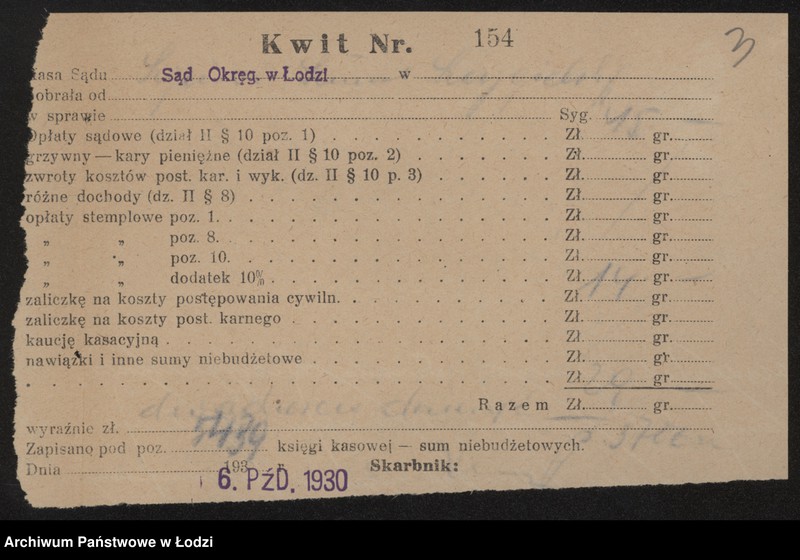 Kwit Nr. 154
3
Kasa Sądu Sąd Okręg. w Łodzi w
pobrała od
w sprawie Syg.
Opłaty sądowe (dział II § 10 poz. 1) Zł. 15 gr. —
grzywny — kary pieniężne (dział II § 10 poz. 2) Zł. gr.
zwroty kosztów post. kar. i wyk. (dz. II § 10 p. 3) Zł. gr.
różne dochody (dz. II § 8) Zł. gr.
opłaty stemplowe poz. 1. Zł. gr.
„ „ poz. 8. Zł. gr.
„ „ poz. 10. Zł. gr.
„ „ dodatek 10% Zł. 14 gr. —
zaliczkę na koszty postępowania cywiln. Zł. gr.
zaliczkę na koszty post. karnego Zł. gr.
kaucję kasacyjną Zł. gr.
nawiązki i inne sumy niebudżetowe Zł. gr.
Zł. gr.
Razem Zł. 29 gr. —
wyraźnie zł.
Zapisano pod poz. 5439 księgi kasowej — sum niebudżetowych.
Dnia 193 r. Skarbnik:
6. PŹD. 1930
Archiwum Państwowe w Łodzi